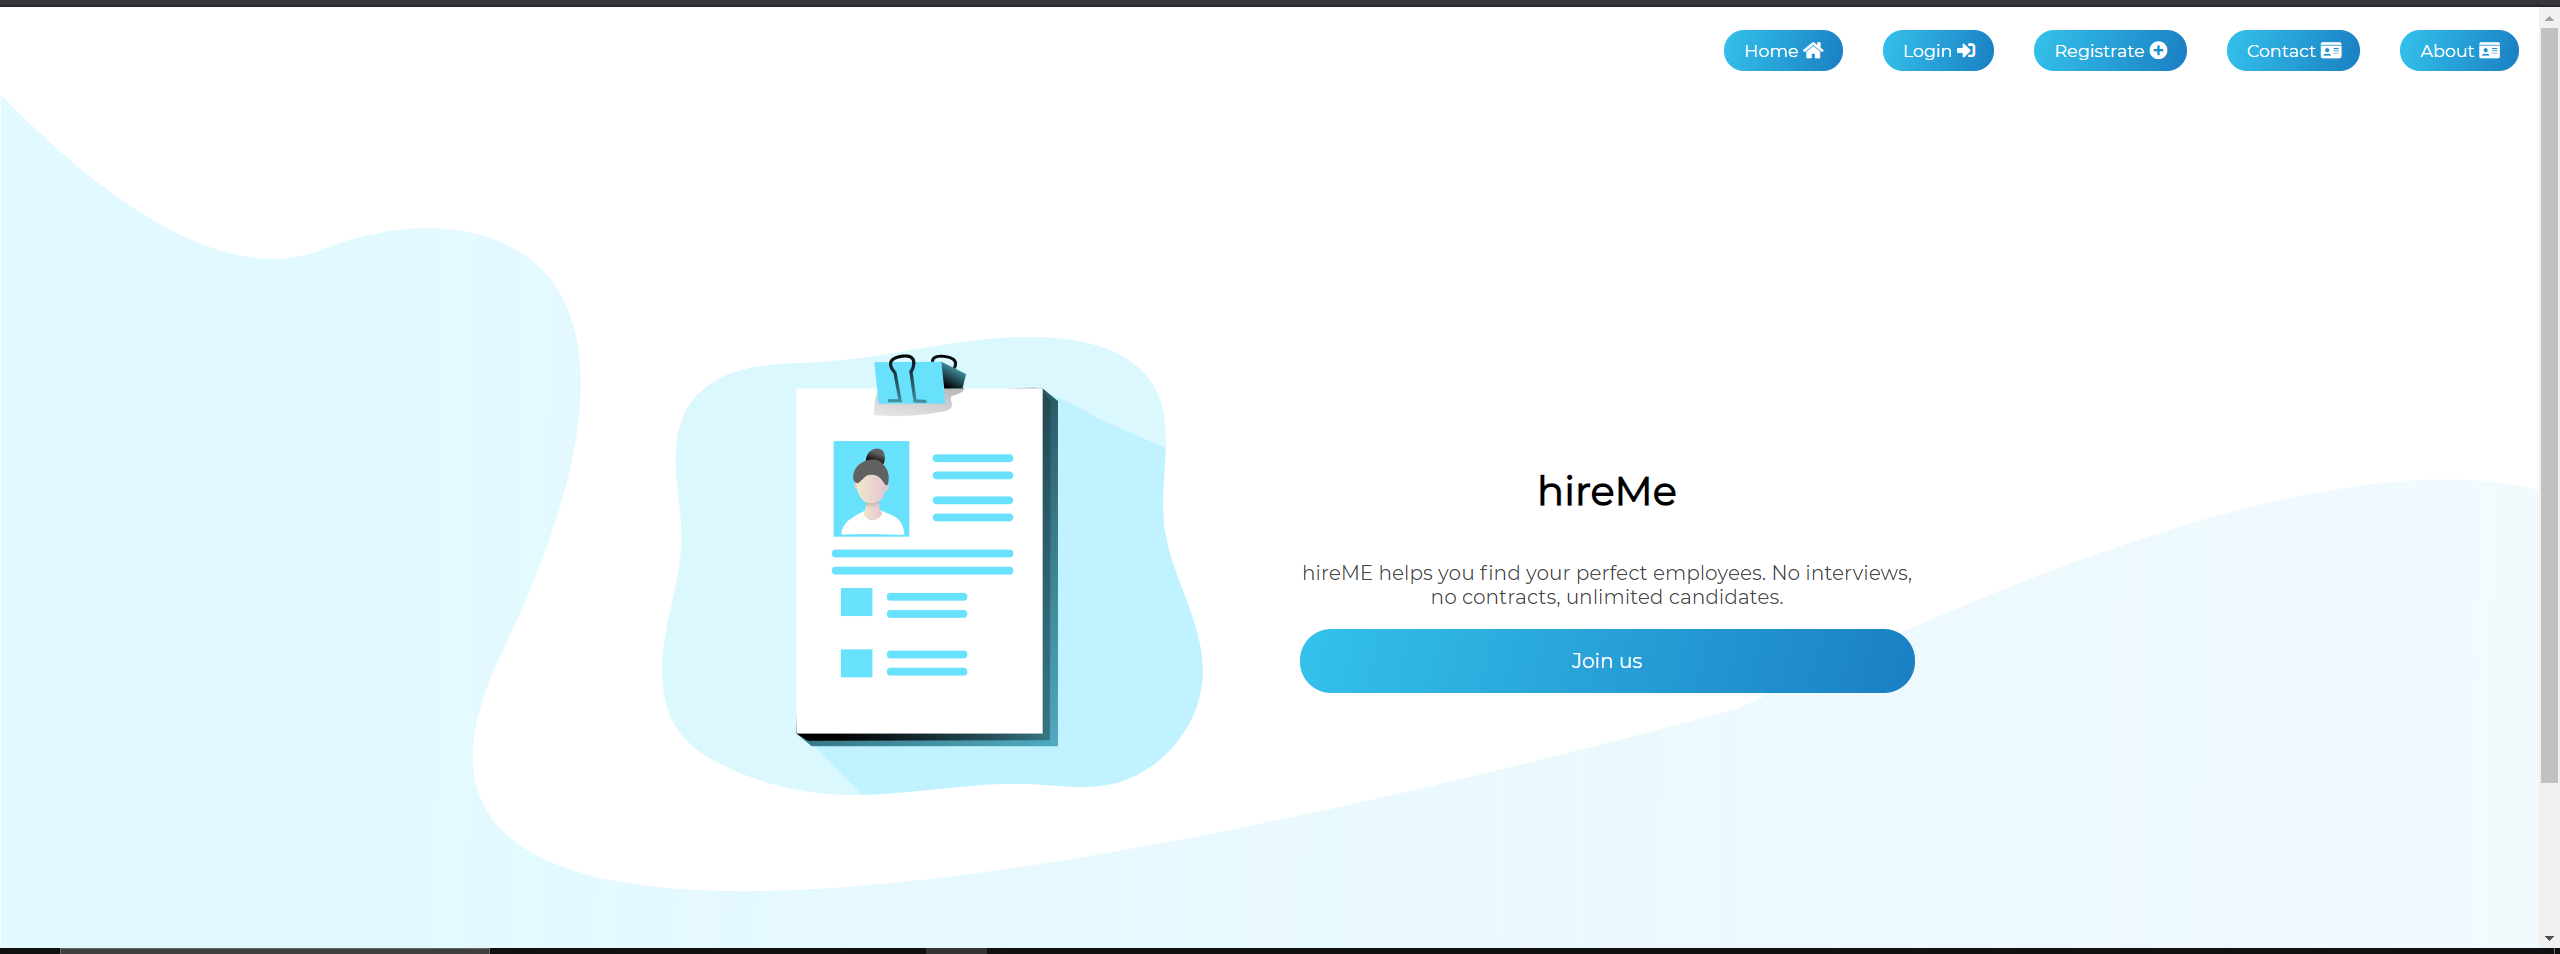 Home
Login
Registrate
Contact
About
hireMe
hireME helps you find your perfect employees. No interviews,
no contracts, unlimited candidates.
Join us